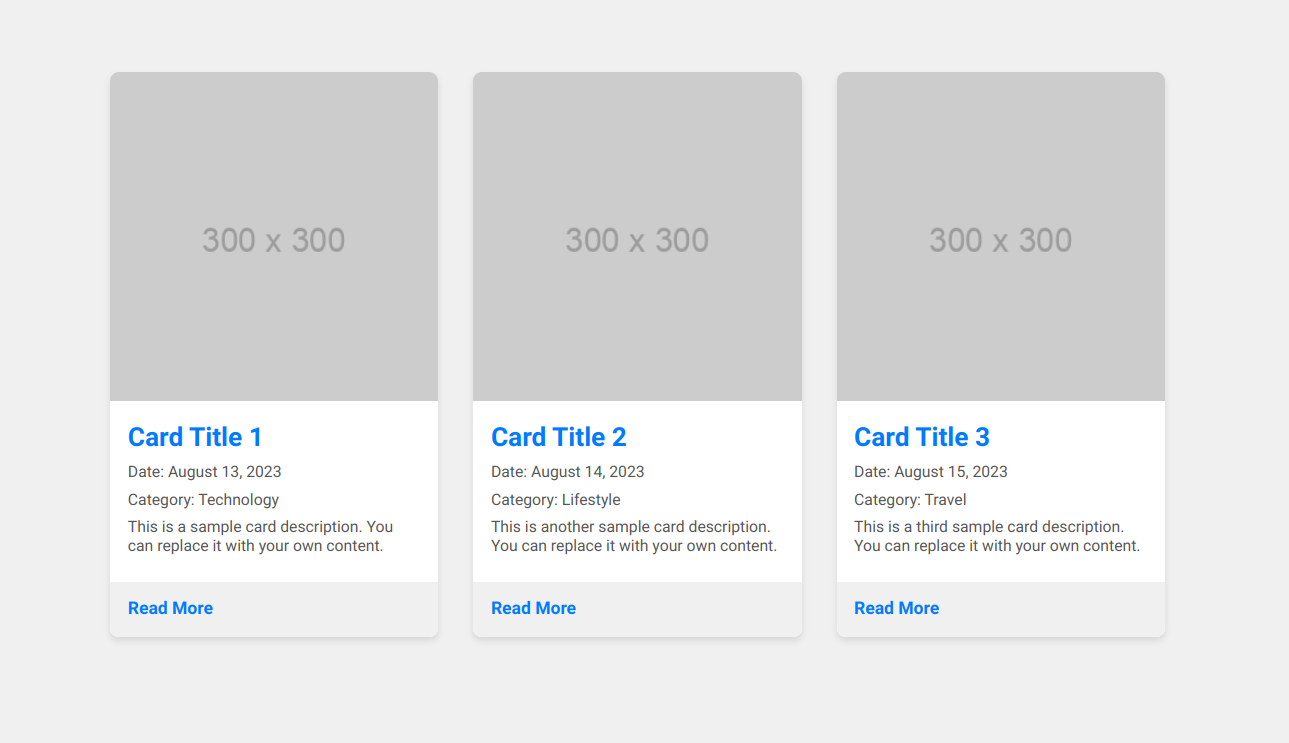 300 x 300
Card Title 1
Date: August 13, 2023
Category: Technology
This is a sample card description. You
can replace it with your own content.
Read More
300 x 300
Card Title 2
Date: August 14, 2023
Category: Lifestyle
This is another sample card description.
You can replace it with your own content.
Read More
300 x 300
Card Title 3
Date: August 15, 2023
Category: Travel
This is a third sample card description.
You can replace it with your own content.
Read More